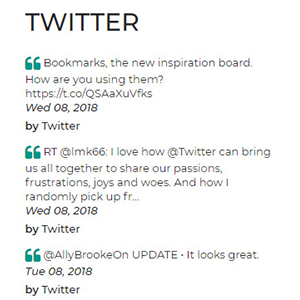 TWITTER
Bookmarks, the new inspiration board.
How are you using them?
https://t.co/QSAaXuVfks
Wed 08, 2018
by Twitter
RT @lmk66: I love how @Twitter can bring
us all together to share our passions,
frustrations, joys and woes. And how I
randomly pick up fr...
Wed 08, 2018
by Twitter
@AllyBrookeOn UPDATE • It looks great.
Tue 08, 2018
by Twitter